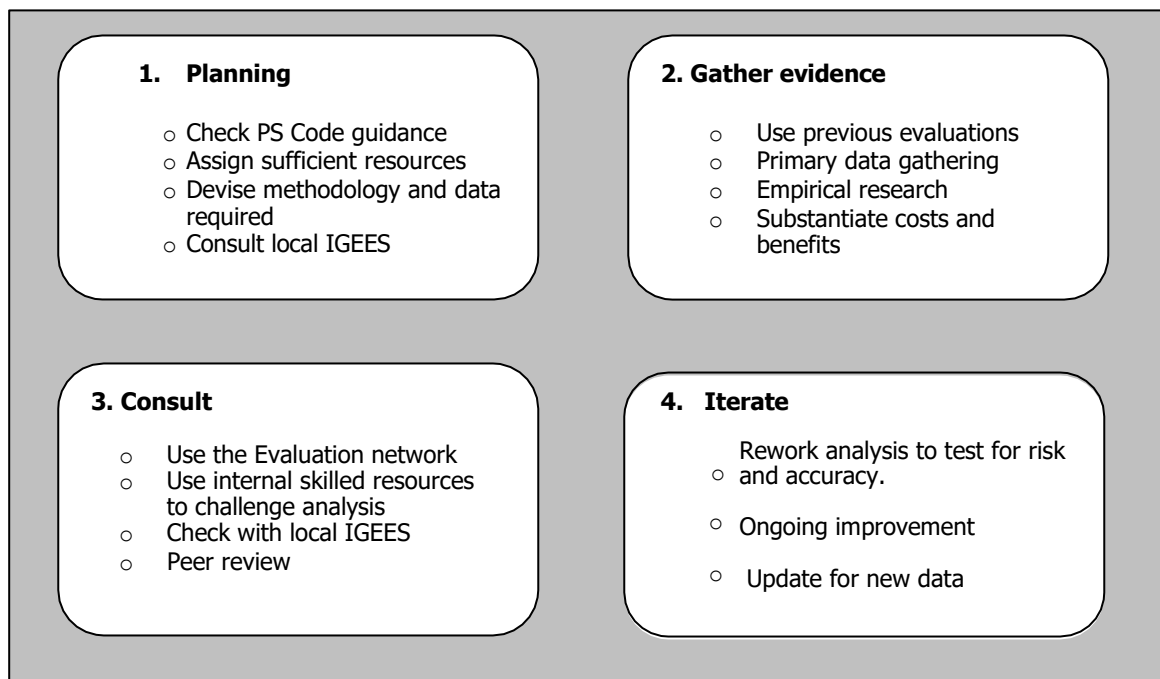 1. Planning
○ Check PS Code guidance
○ Assign sufficient resources
○ Devise methodology and data
required
○ Consult local IGEES
2. Gather evidence
○ Use previous evaluations
○ Primary data gathering
○ Empirical research
○ Substantiate costs and
benefits
3. Consult
○ Use the Evaluation network
○ Use internal skilled resources
to challenge analysis
○ Check with local IGEES
○ Peer review
4. Iterate
Rework analysis to test for risk
○ and accuracy.
○ Ongoing improvement
○ Update for new data